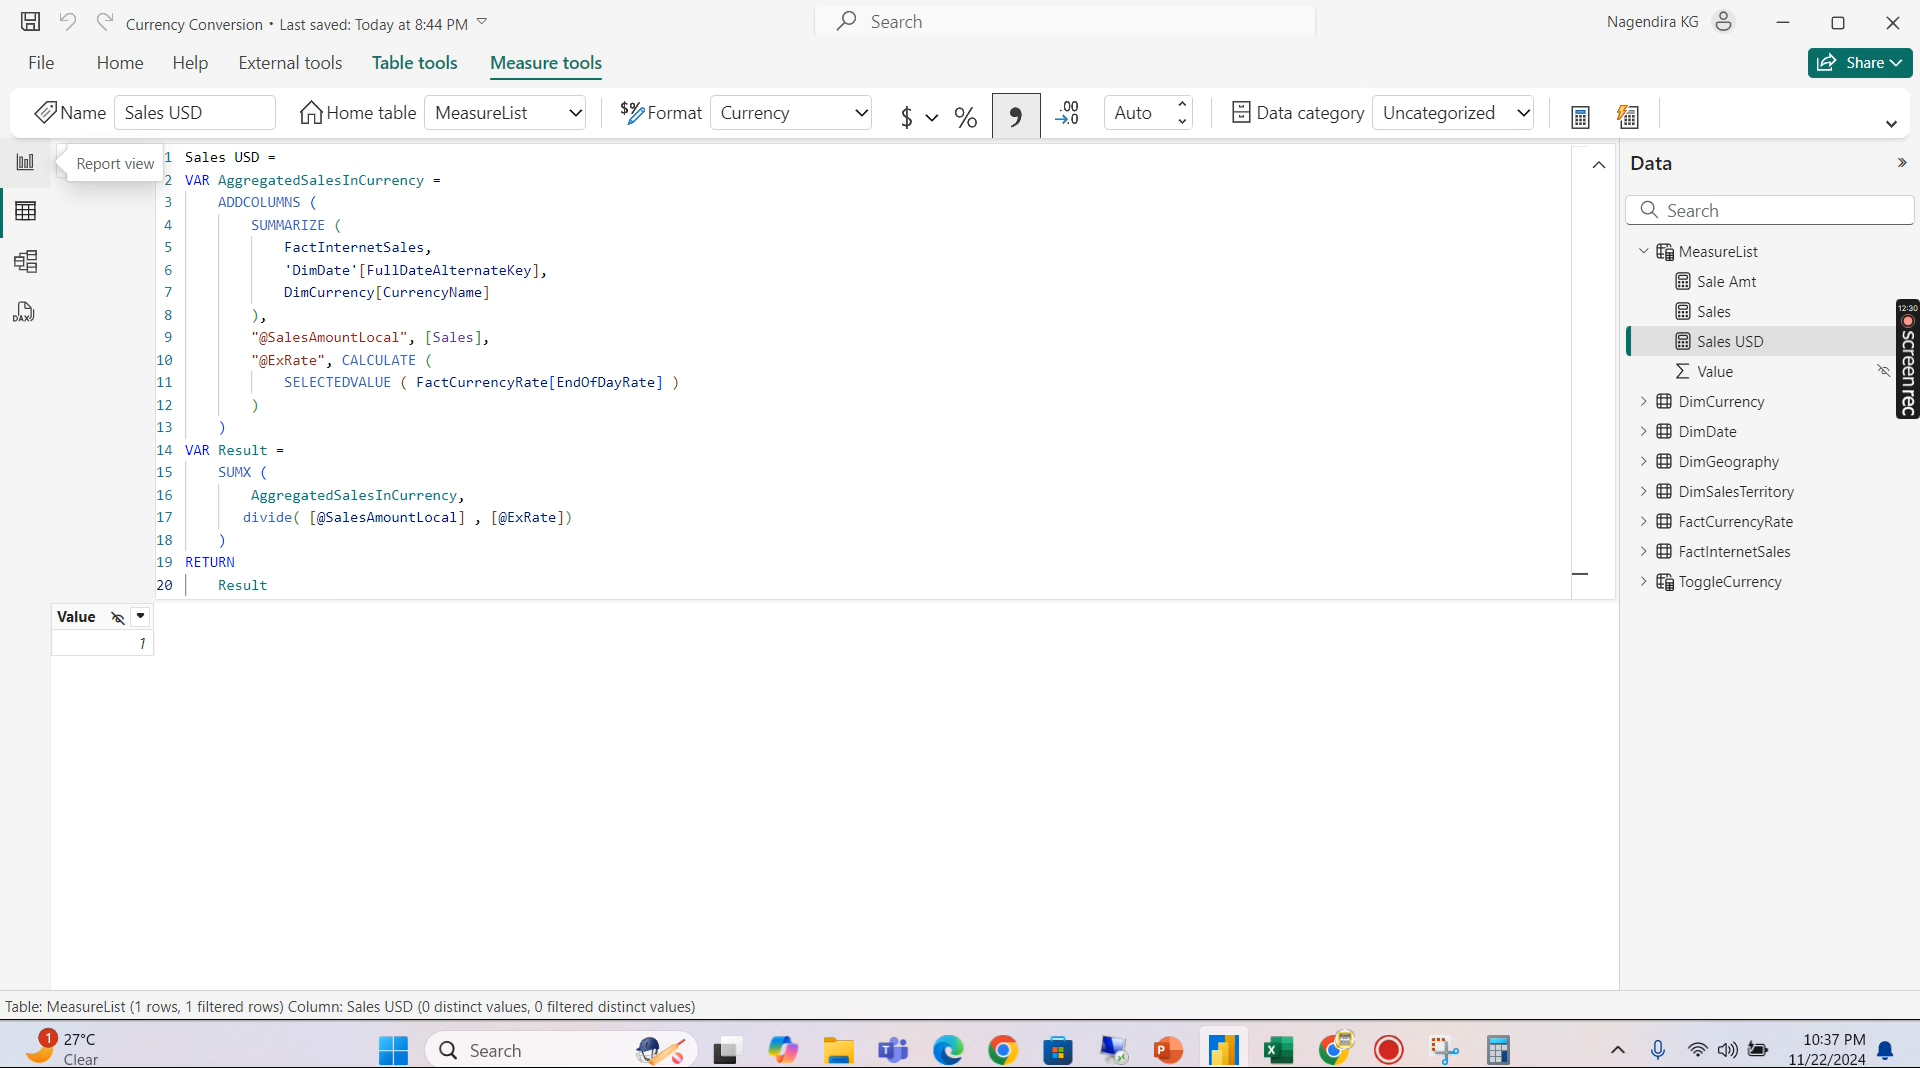 Currency Conversion • Last saved: Today at 8:44 PM
Search
Nagendira KG
File
Home
Help
External tools
Table tools
Measure tools
Share
Name
Sales USD
Home table
MeasureList
Format
Currency
$
%
,
.00
.0
Auto
Data category
Uncategorized
Report view
1 Sales USD =
2 VAR AggregatedSalesInCurrency =
3 ADDCOLUMNS (
4 SUMMARIZE (
5 FactInternetSales,
6 'DimDate'[FullDateAlternateKey],
7 DimCurrency[CurrencyName]
8 ),
9 "@SalesAmountLocal", [Sales],
10 "@ExRate", CALCULATE (
11 SELECTEDVALUE ( FactCurrencyRate[EndOfDayRate] )
12 )
13 )
14 VAR Result =
15 SUMX (
16 AggregatedSalesInCurrency,
17 divide( [@SalesAmountLocal] , [@ExRate])
18 )
19 RETURN
20 Result
Value
1
Data
Search
MeasureList
Sale Amt
Sales
Sales USD
Value
DimCurrency
DimDate
DimGeography
DimSalesTerritory
FactCurrencyRate
FactInternetSales
ToggleCurrency
12:30
screenrec
DAX
Table: MeasureList (1 rows, 1 filtered rows) Column: Sales USD (0 distinct values, 0 filtered distinct values)
1
27°C
Clear
Search
10:37 PM
11/22/2024